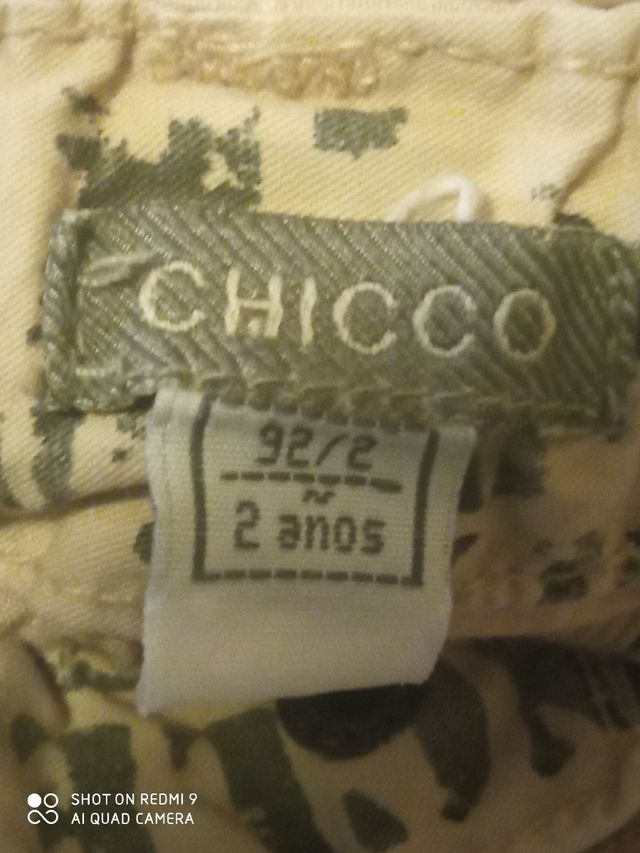 CHICCO
92/2
~
2 anos
SHOT ON REDMI 9
AI QUAD CAMERA